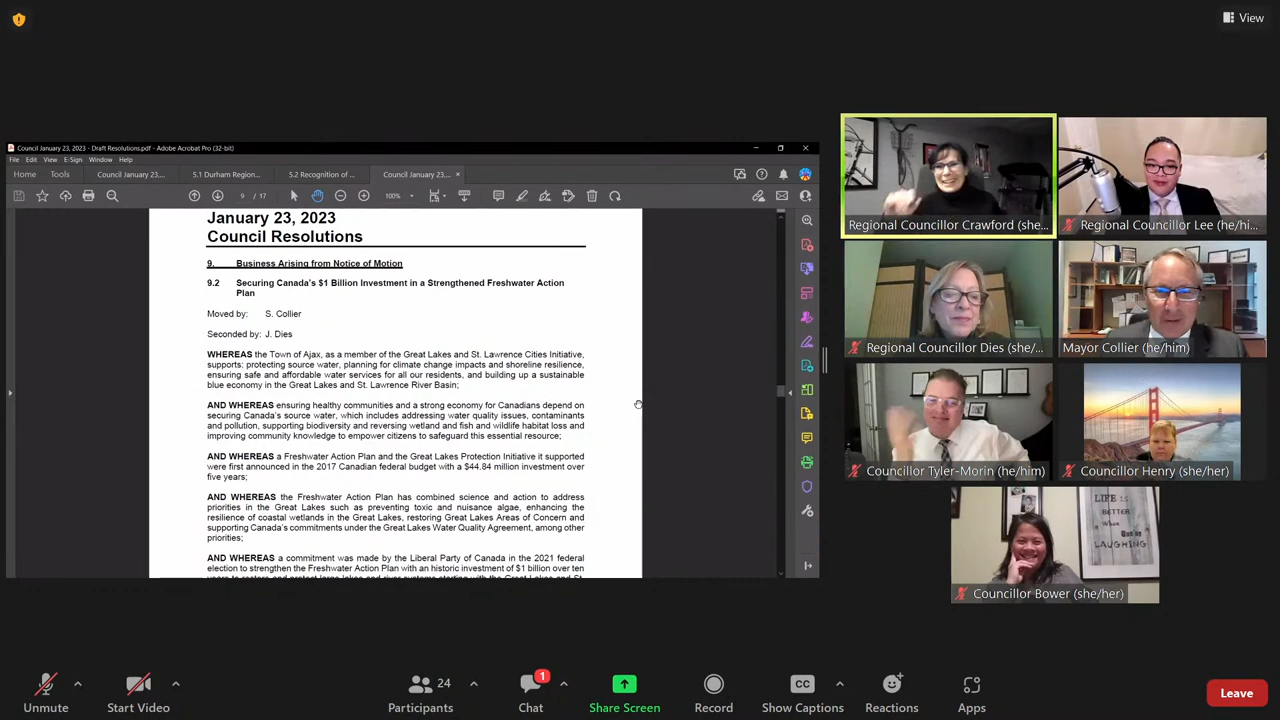 View
Council January 23, 2023 - Draft Resolutions.pdf - Adobe Acrobat Pro (32-bit)
File Edit View E-Sign Window Help
Home Tools Council January 23,... 5.1 Durham Region... 5.2 Recognition of ... Council January 23,... ×
9 / 17 100%
January 23, 2023
Council Resolutions
9. Business Arising from Notice of Motion
9.2 Securing Canada's $1 Billion Investment in a Strengthened Freshwater Action
Plan
Moved by: S. Collier
Seconded by: J. Dies
WHEREAS the Town of Ajax, as a member of the Great Lakes and St. Lawrence Cities Initiative,
supports: protecting source water, planning for climate change impacts and shoreline resilience,
ensuring safe and affordable water services for all our residents, and building up a sustainable
blue economy in the Great Lakes and St. Lawrence River Basin;
AND WHEREAS ensuring healthy communities and a strong economy for Canadians depend on
securing Canada's source water, which includes addressing water quality issues, contaminants
and pollution, supporting biodiversity and reversing wetland and fish and wildlife habitat loss and
improving community knowledge to empower citizens to safeguard this essential resource;
AND WHEREAS a Freshwater Action Plan and the Great Lakes Protection Initiative it supported
were first announced in the 2017 Canadian federal budget with a $44.84 million investment over
five years;
AND WHEREAS the Freshwater Action Plan has combined science and action to address
priorities in the Great Lakes such as preventing toxic and nuisance algae, enhancing the
resilience of coastal wetlands in the Great Lakes, restoring Great Lakes Areas of Concern and
supporting Canada's commitments under the Great Lakes Water Quality Agreement, among other
priorities;
AND WHEREAS a commitment was made by the Liberal Party of Canada in the 2021 federal
election to strengthen the Freshwater Action Plan with an historic investment of $1 billion over ten
years to restore and protect large lakes and river systems starting with the Great Lakes and St.
Regional Councillor Crawford (she...
Regional Councillor Lee (he/hi...
Regional Councillor Dies (she/...
Mayor Collier (he/him)
Councillor Tyler-Morin (he/him)
Councillor Henry (she/her)
LIFE IS
BETTER
When
LAUGHING
Councillor Bower (she/her)
24 1 CC
Unmute Start Video Participants Chat Share Screen Record Show Captions Reactions Apps Leave